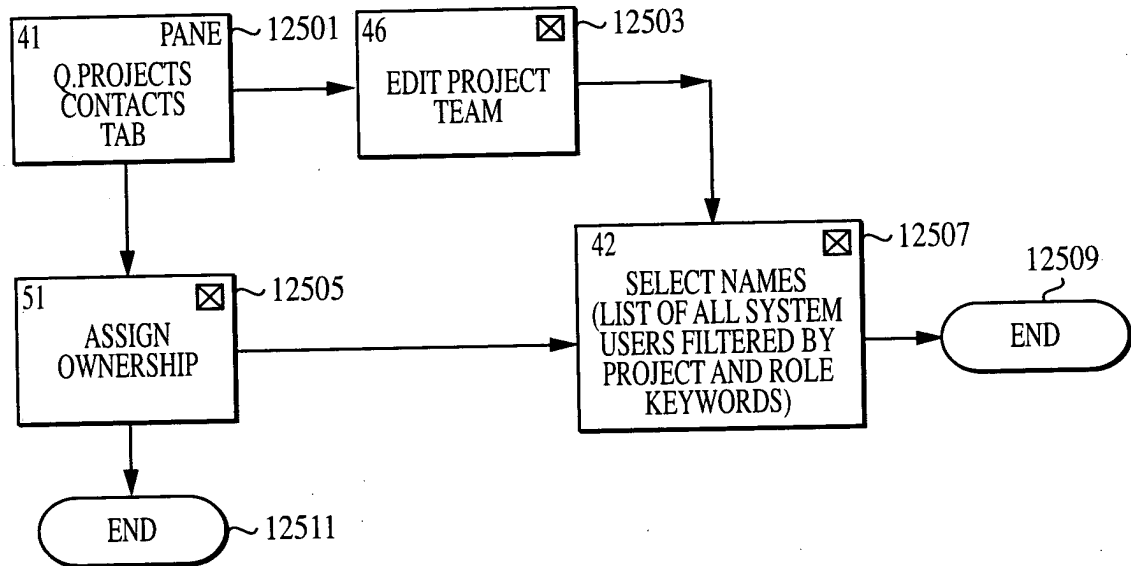 41 PANE 12501
Q.PROJECTS
CONTACTS
TAB
46 12503
EDIT PROJECT
TEAM
51 12505
ASSIGN
OWNERSHIP
42 12507
SELECT NAMES
(LIST OF ALL SYSTEM
USERS FILTERED BY
PROJECT AND ROLE
KEYWORDS)
12509
END
END 12511